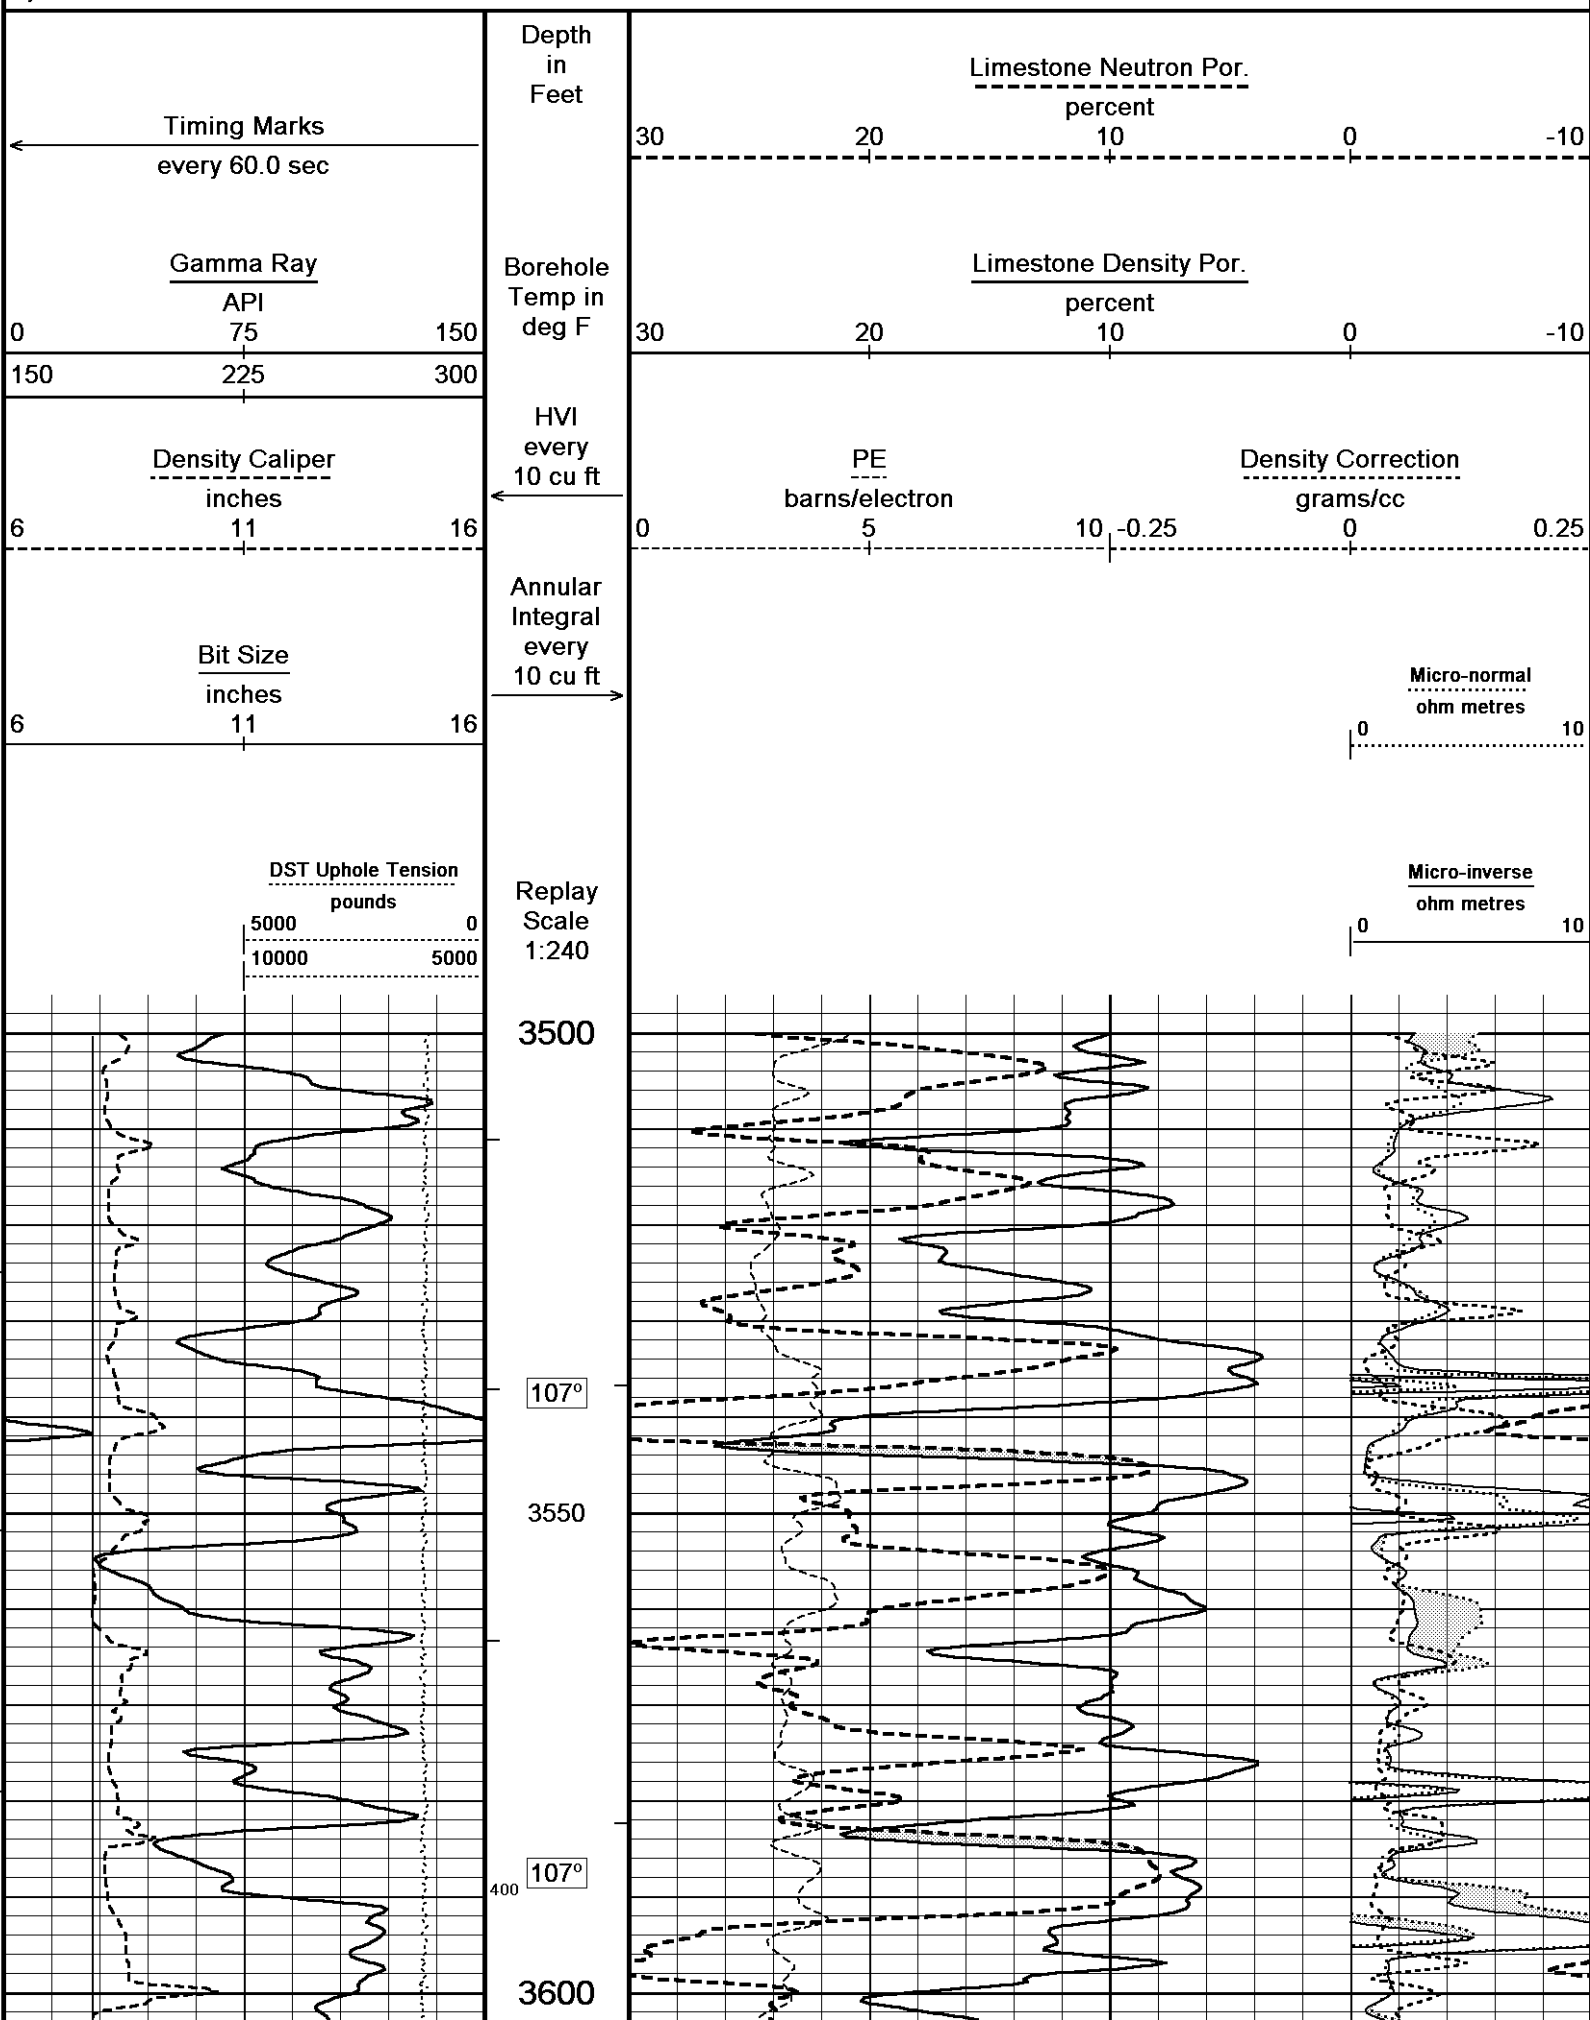 Timing Marks
every 60.0 sec
Gamma Ray
API
0 75 150
150 225 300
Density Caliper
inches
6 11 16
Bit Size
inches
6 11 16
DST Uphole Tension
pounds
5000 0
10000 5000
Depth
in
Feet
Borehole
Temp in
deg F
HVI
every
10 cu ft
Annular
Integral
every
10 cu ft
Replay
Scale
1:240
Limestone Neutron Por.
percent
30 20 10 0 -10
Limestone Density Por.
percent
30 20 10 0 -10
PE
barns/electron
0 5 10
Density Correction
grams/cc
-0.25 0 0.25
Micro-normal
ohm metres
0 10
Micro-inverse
ohm metres
0 10
3500
107º
3550
107º
400
3600